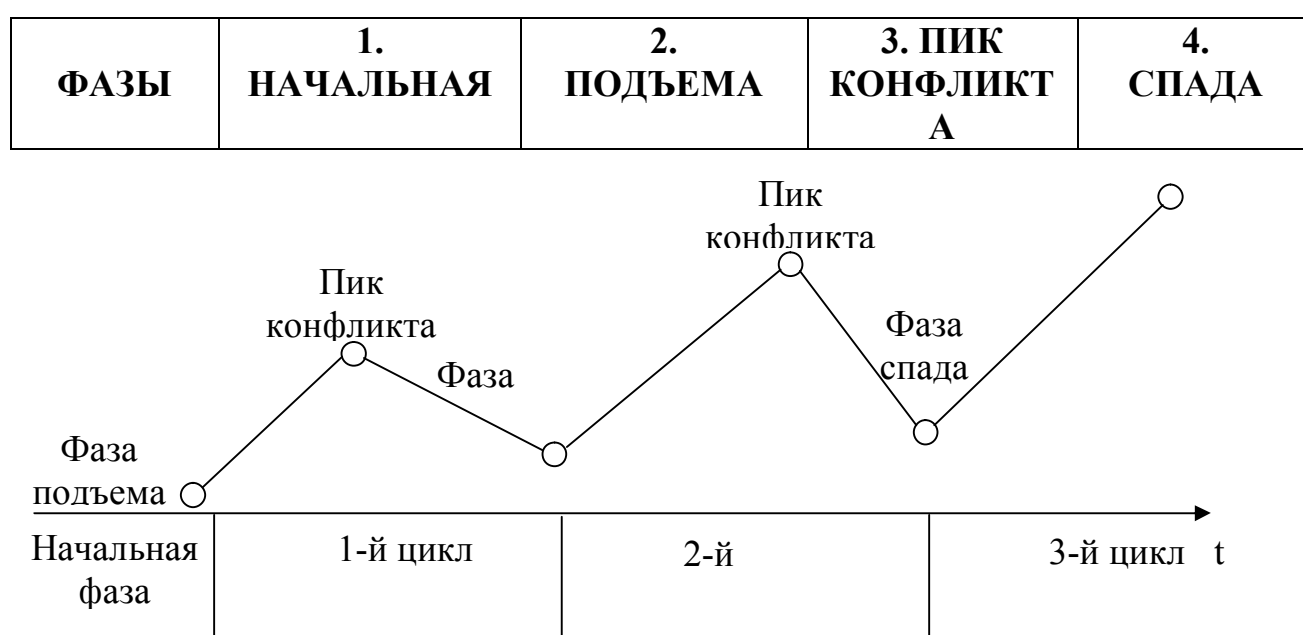 ФАЗЫ
1.
НАЧАЛЬНАЯ
2.
ПОДЪЕМА
3. ПИК
КОНФЛИКТ
А
4.
СПАДА
Пик
конфликта
Пик
конфликта
Фаза
Фаза
спада
Фаза
подъема
Начальная
фаза
1-й цикл
2-й
3-й цикл t